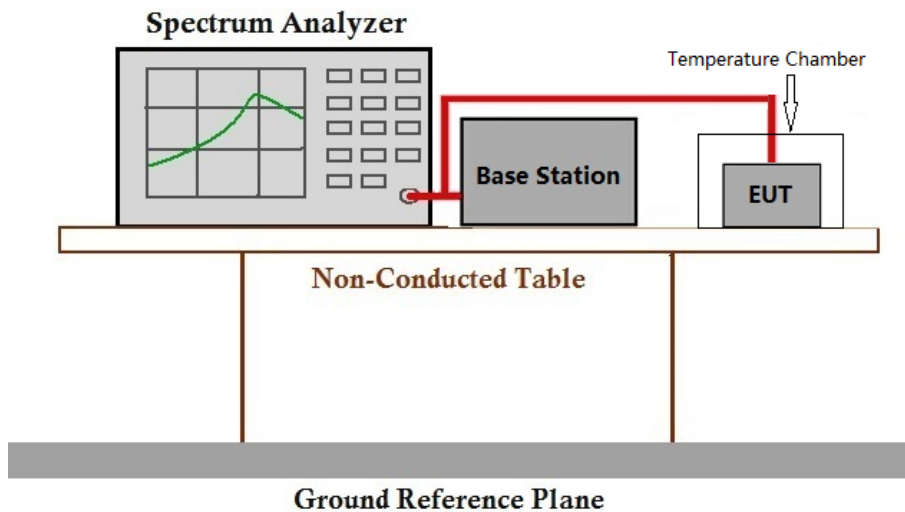 Spectrum Analyzer
Temperature Chamber
Base Station
EUT
Non-Conducted Table
Ground Reference Plane